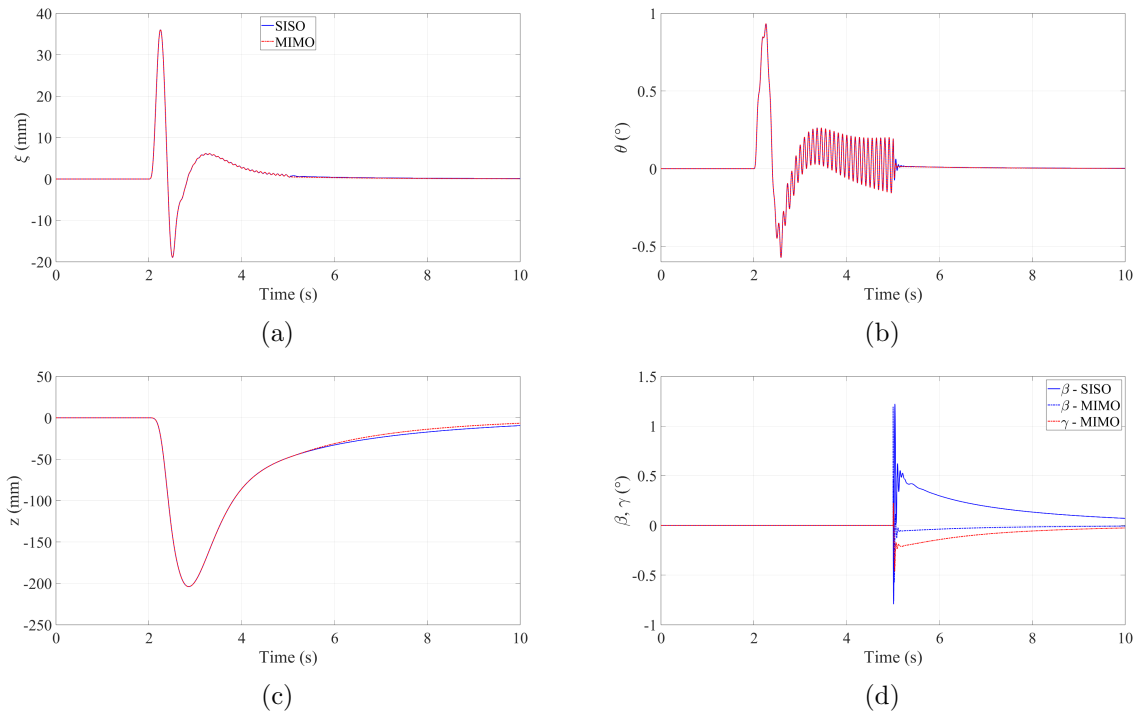 SISO
MIMO
ξ (mm)
40
30
20
10
0
-10
-20
0 2 4 6 8 10
Time (s)
(a)
θ (°)
1
0.5
0
-0.5
0 2 4 6 8 10
Time (s)
(b)
z (mm)
50
0
-50
-100
-150
-200
-250
0 2 4 6 8 10
Time (s)
(c)
β - SISO
β - MIMO
γ - MIMO
β, γ (°)
1.5
1
0.5
0
-0.5
-1
0 2 4 6 8 10
Time (s)
(d)